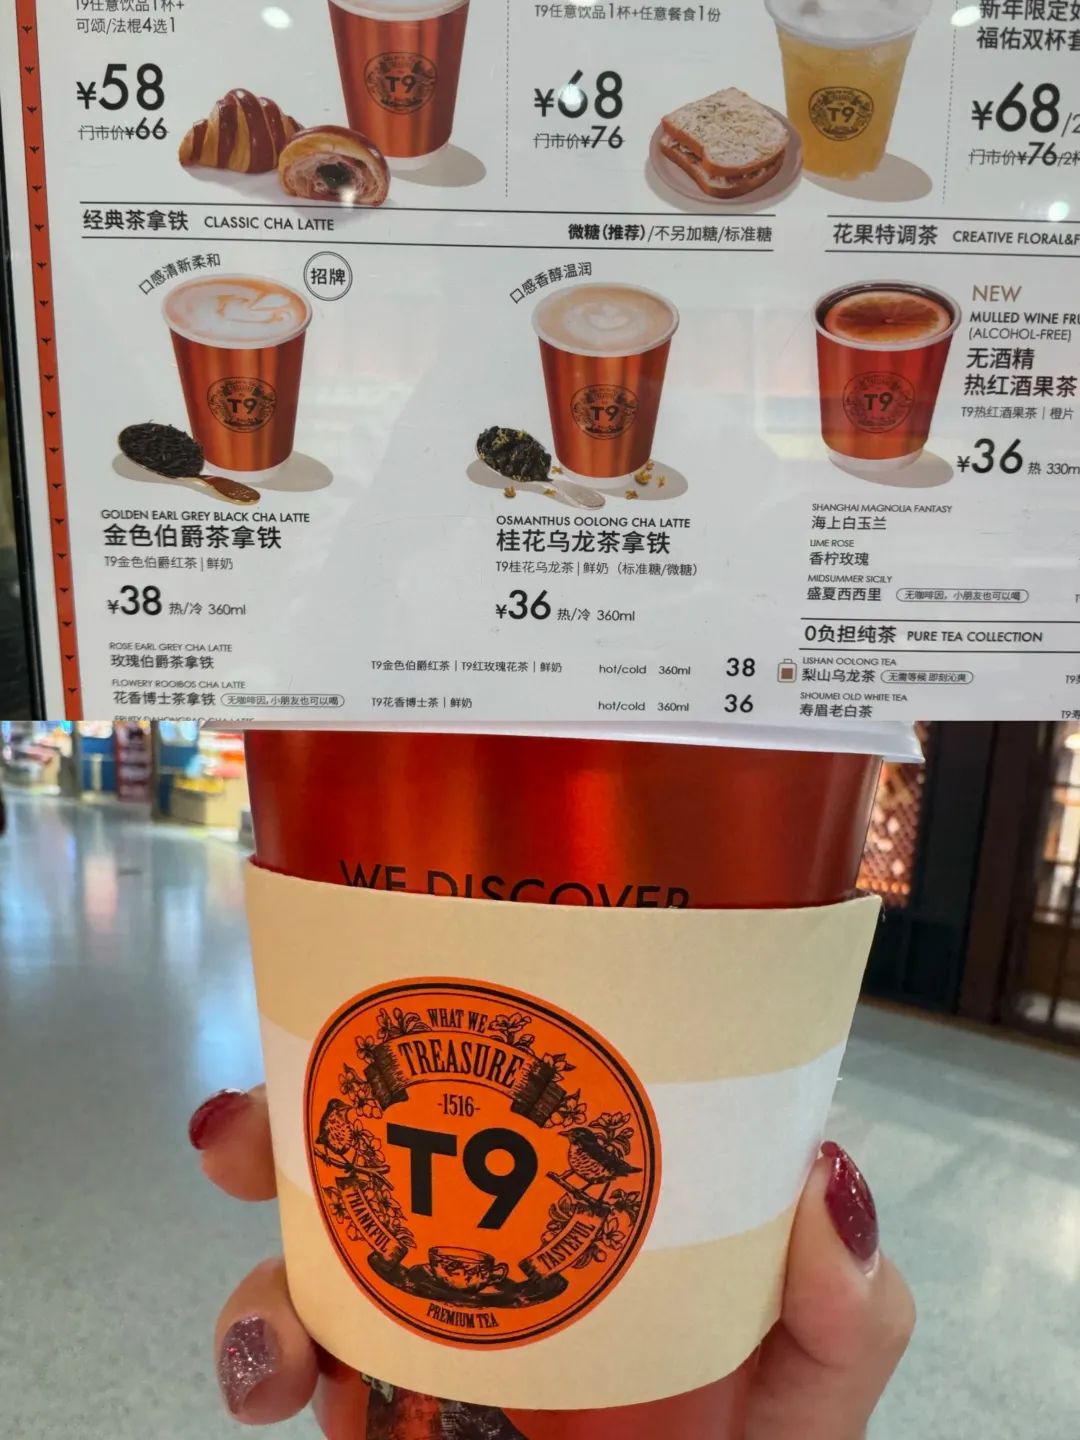 T9任意饮品1杯+
可颂/法棍4选1
¥58
门市价¥66
T9
T9任意饮品1杯+任意餐食1份
¥68
门市价¥76
T9
新年限定
福佑双杯套
¥68/2
门市价¥76/2杯
经典茶拿铁 CLASSIC CHA LATTE
微糖(推荐)/不另加糖/标准糖
口感清新柔和
招牌
T9
GOLDEN EARL GREY BLACK CHA LATTE
金色伯爵茶拿铁
T9金色伯爵红茶 | 鲜奶
¥38 热/冷 360ml
口感香醇温润
T9
OSMANTHUS OOLONG CHA LATTE
桂花乌龙茶拿铁
T9桂花乌龙茶 | 鲜奶 (标准糖/微糖)
¥36 热/冷 360ml
ROSE EARL GREY CHA LATTE
玫瑰伯爵茶拿铁
T9金色伯爵红茶 | T9红玫瑰花茶 | 鲜奶 hot/cold 360ml 38
FLOWERY ROOIBOS CHA LATTE
花香博士茶拿铁 无咖啡因,小朋友也可以喝
T9花香博士茶 | 鲜奶 hot/cold 360ml 36
FRUITY DAHONGPAO CHA LATTE
花果特调茶 CREATIVE FLORAL&F
T9
NEW
MULLED WINE FRU
(ALCOHOL-FREE)
无酒精
热红酒果茶
T9热红酒果茶 | 橙片
¥36 热 330m
SHANGHAI MAGNOLIA FANTASY
海上白玉兰
LIME ROSE
香柠玫瑰
MIDSUMMER SICILY
盛夏西西里 无咖啡因,小朋友也可以喝
0负担纯茶 PURE TEA COLLECTION
LISHAN OOLONG TEA
梨山乌龙茶 无需等候 即刻沁爽
SHOUMEI OLD WHITE TEA
寿眉老白茶
WE DISCOVER
WHAT WE
TREASURE
-1516-
T9
THANKFUL
TASTEFUL
PREMIUM TEA